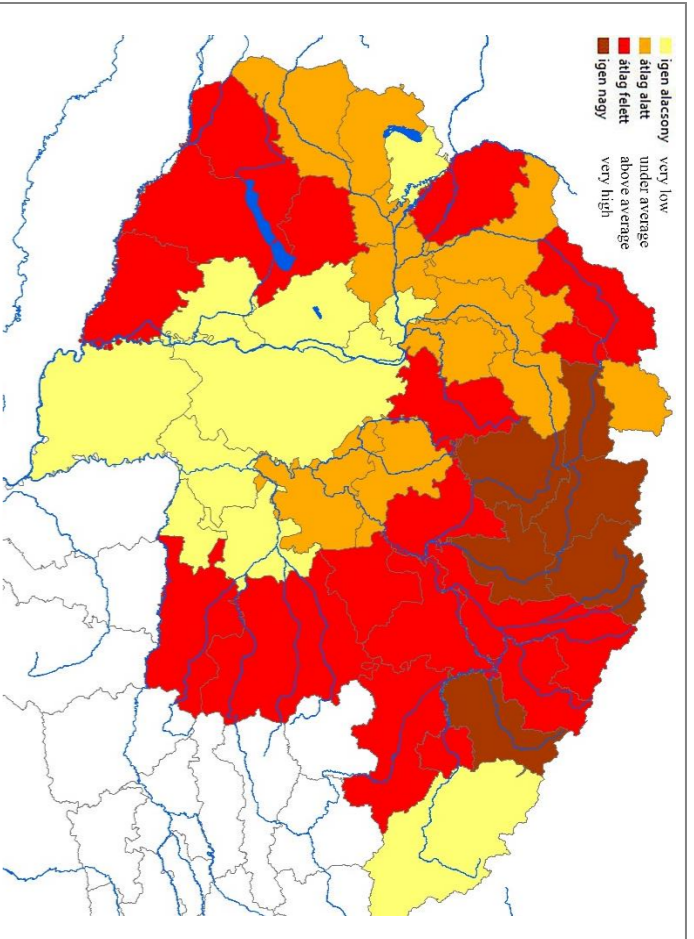 igen alacsony very low
átlag alatt under average
átlag felett above average
igen nagy very high